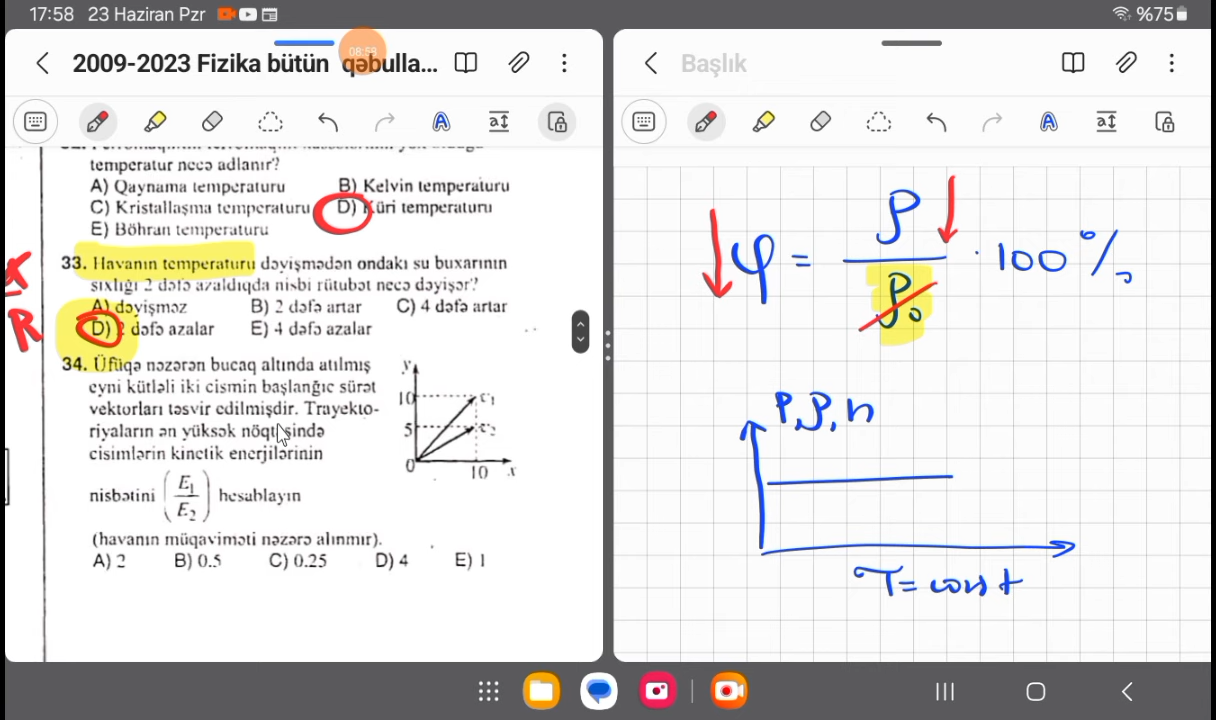 17:58 23 Haziran Pzr
%75
08:58
2009-2023 Fizika bütün qəbulla...
Başlık
temperatur necə adlanır?
A) Qaynama temperaturu B) Kelvin temperaturu
C) Kristallaşma temperaturu D) Küri temperaturu
E) Böhran temperaturu
33. Havanın temperaturu dəyişmədən ondakı su buxarının
sıxlığı 2 dəfə azaldıqda nisbi rütubət necə dəyişər?
A) dəyişməz B) 2 dəfə artar C) 4 dəfə artar
D) 2 dəfə azalar E) 4 dəfə azalar
34. Üfüqə nəzərən bucaq altında atılmış
eyni kütləli iki cismin başlanğıc sürət
vektorları təsvir edilmişdir. Trayekto-
riyaların ən yüksək nöqtəsində
cisimlərin kinetik enerjilərinin
nisbətini (E₁/E₂) hesablayın
(havanın müqaviməti nəzərə alınmır).
A) 2 B) 0.5 C) 0.25 D) 4 E) 1
y
10
5
0
10 x
R
φ = ρ/ρ₀ · 100 %
P, ρ, n
T = const